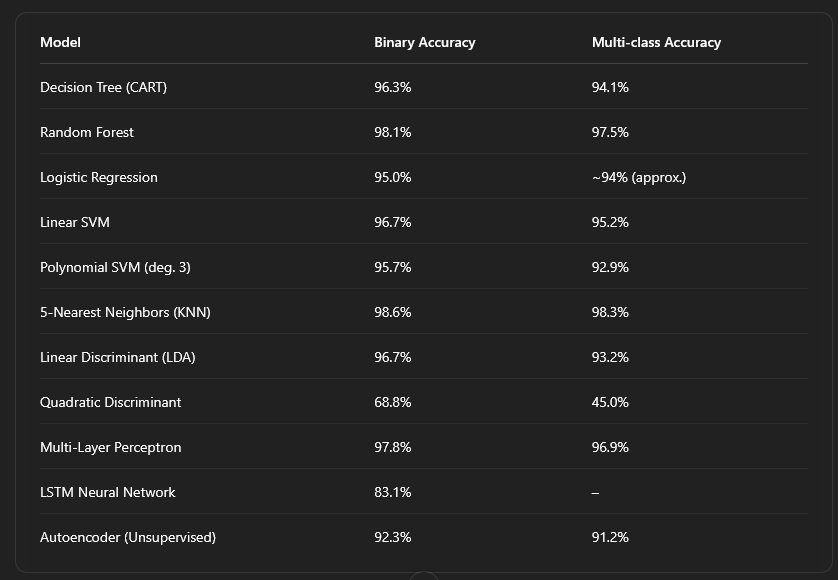 Model Binary Accuracy Multi-class Accuracy
Decision Tree (CART) 96.3% 94.1%
Random Forest 98.1% 97.5%
Logistic Regression 95.0% ~94% (approx.)
Linear SVM 96.7% 95.2%
Polynomial SVM (deg. 3) 95.7% 92.9%
5-Nearest Neighbors (KNN) 98.6% 98.3%
Linear Discriminant (LDA) 96.7% 93.2%
Quadratic Discriminant 68.8% 45.0%
Multi-Layer Perceptron 97.8% 96.9%
LSTM Neural Network 83.1% –
Autoencoder (Unsupervised) 92.3% 91.2%